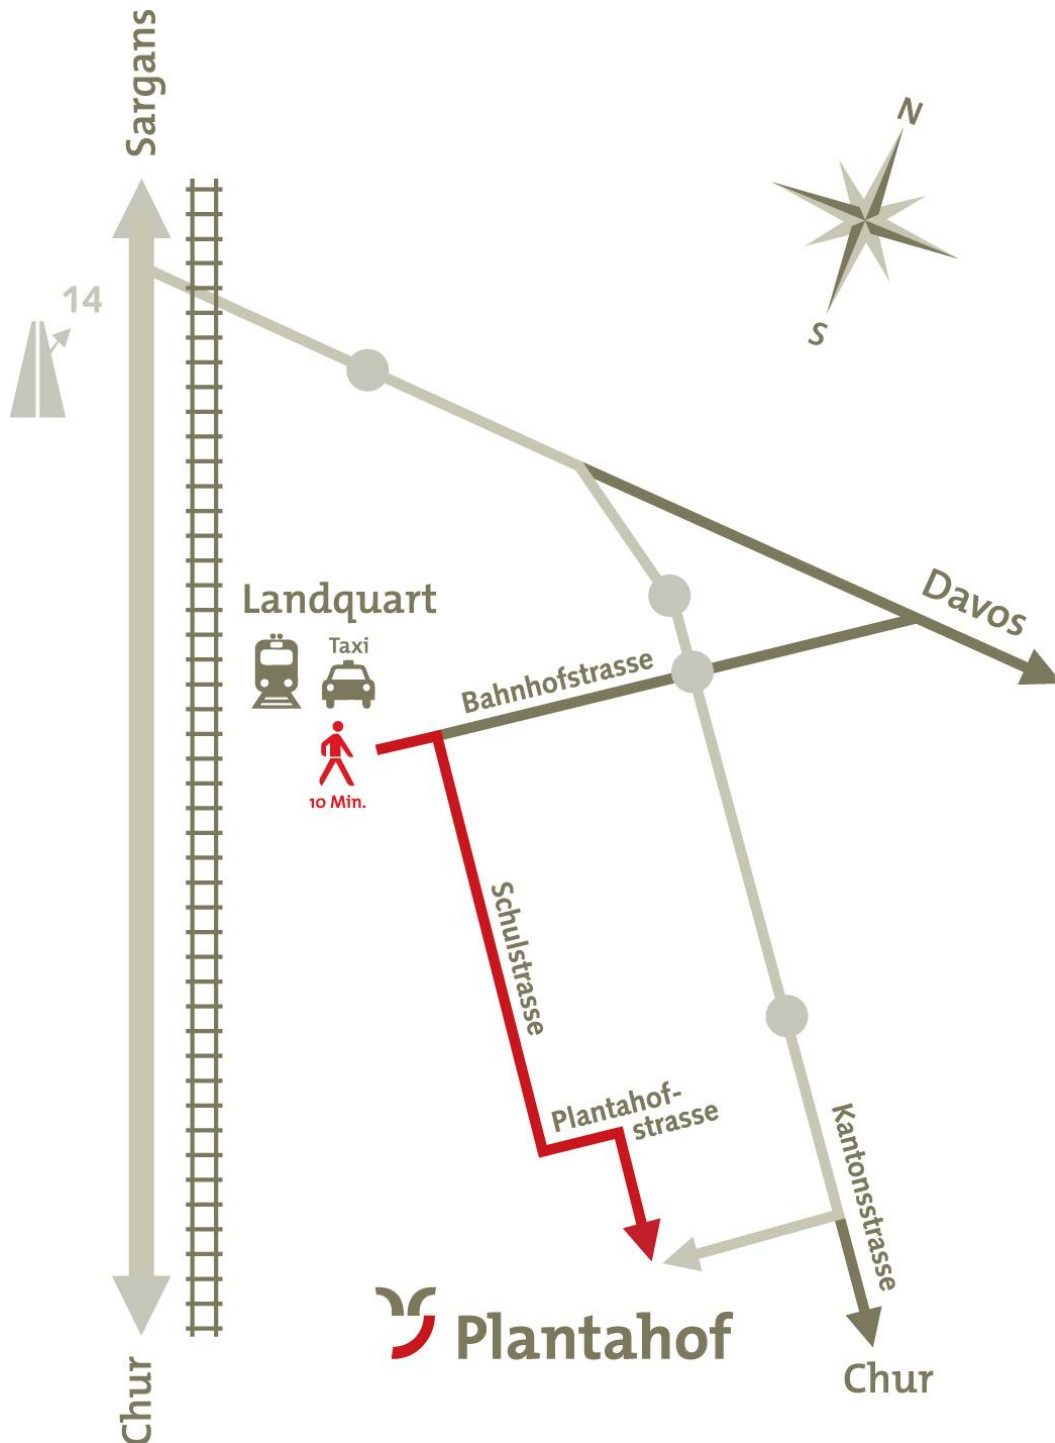 Sargans
N
14
S
Landquart
Taxi
Davos
Bahnhofstrasse
10 Min.
Schulstrasse
Plantahof-
strasse
Kantonsstrasse
Plantahof
Chur
Chur